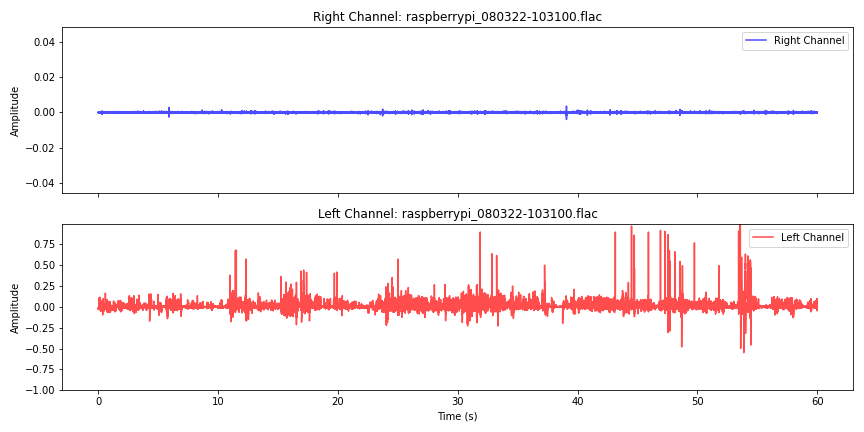 Right Channel: raspberrypi_080322-103100.flac
Right Channel
Amplitude
0.04
0.02
0.00
−0.02
−0.04
Left Channel: raspberrypi_080322-103100.flac
Left Channel
Amplitude
0.75
0.50
0.25
0.00
−0.25
−0.50
−0.75
−1.00
0 10 20 30 40 50 60
Time (s)